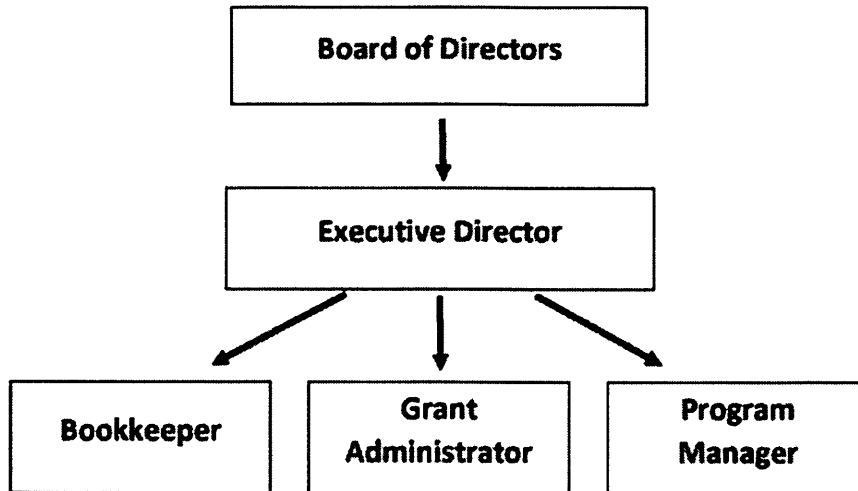 Board of Directors
Executive Director
Bookkeeper
Grant
Administrator
Program
Manager